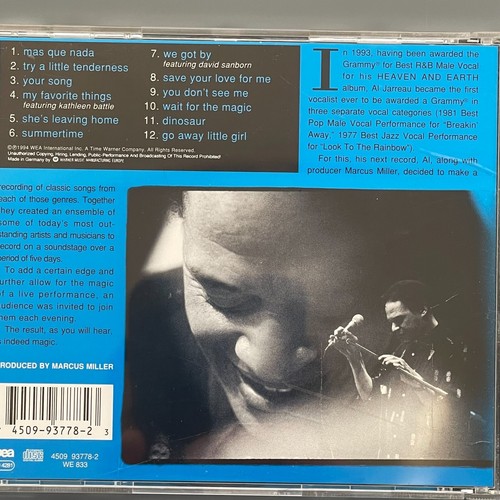 1. mas que nada
2. try a little tenderness
3. your song
4. my favorite things
featuring kathleen battle
5. she's leaving home
6. summertime
7. we got by
featuring david sanborn
8. save your love for me
9. you don't see me
10. wait for the magic
11. dinosaur
12. go away little girl
℗©1994 WEA International Inc. A Time Warner Company. All Rights Reserved.
Unauthorized Copying, Hiring, Lending, Public-Performance And Broadcasting Of This Record Prohibited!
Made in Germany by WARNER MUSIC MANUFACTURING EUROPE
In 1993, having been awarded the
Grammy® for Best R&B Male Vocal
for his HEAVEN AND EARTH
album, Al Jarreau became the first
vocalist ever to be awarded a Grammy® in
three separate vocal categories (1981 Best
Pop Male Vocal Performance for "Breakin'
Away," 1977 Best Jazz Vocal Performance
for "Look To The Rainbow").
For this, his next record, Al, along with
producer Marcus Miller, decided to make a
recording of classic songs from
each of those genres. Together
they created an ensemble of
some of today's most out-
standing artists and musicians to
record on a soundstage over a
period of five days.
To add a certain edge and
further allow for the magic
of a live performance, an
audience was invited to join
them each evening.
The result, as you will hear,
is indeed magic.
PRODUCED BY MARCUS MILLER
4509-93778-2
wea
COMPACT disc DIGITAL AUDIO
4509 93778-2
WE 833